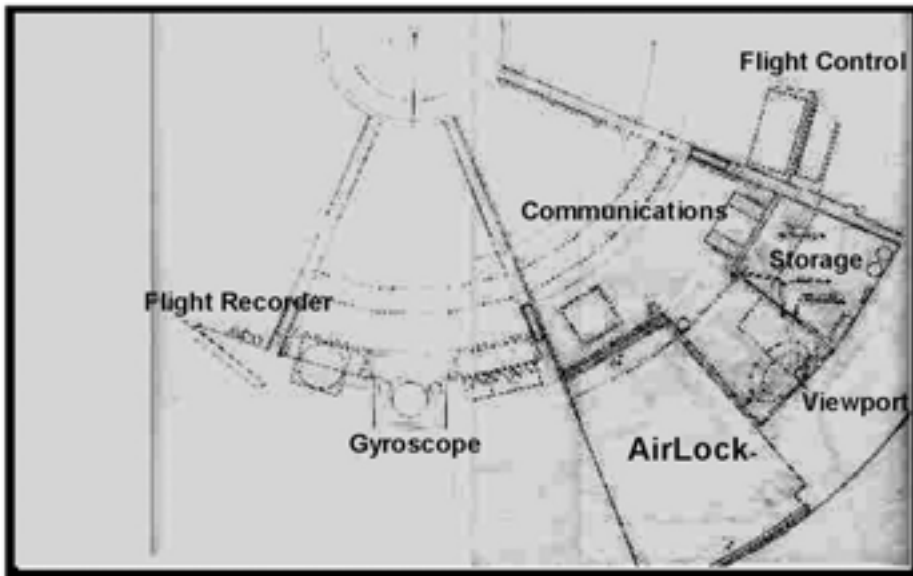 Flight Control
Communications
Storage
Flight Recorder
Viewport
Gyroscope
AirLock